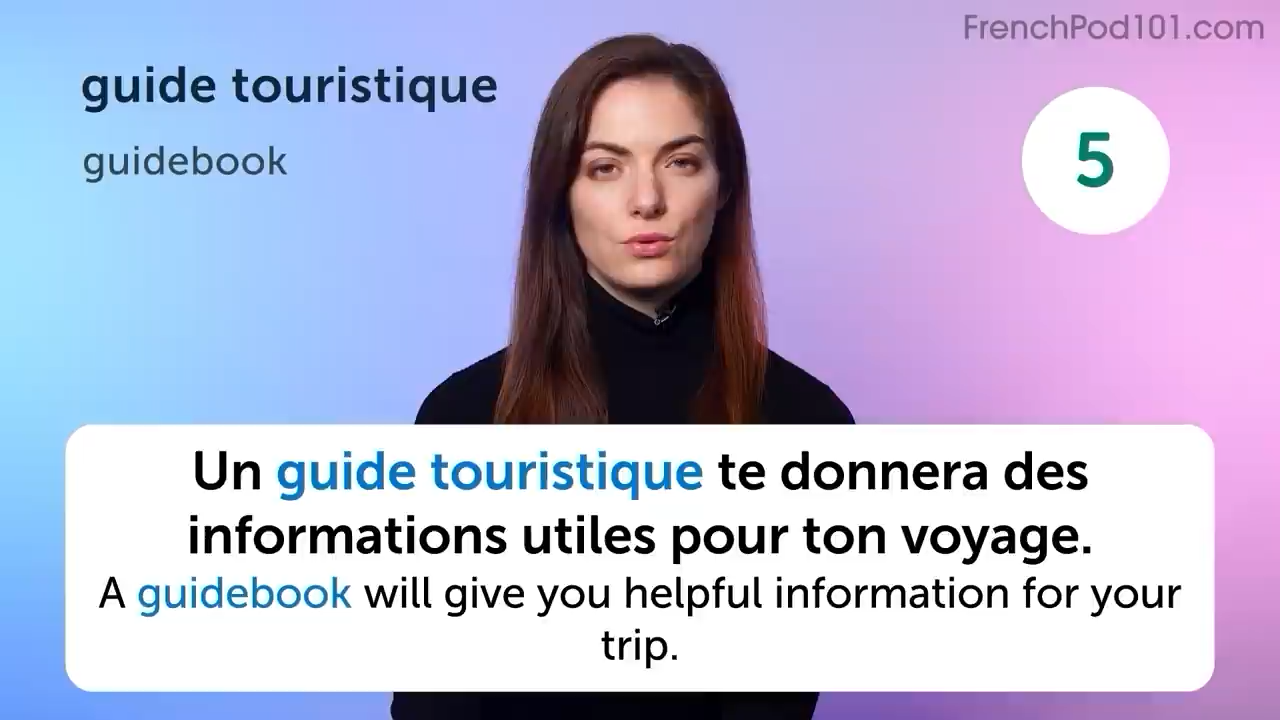 FrenchPod101.com
guide touristique
guidebook
5
Un guide touristique te donnera des
informations utiles pour ton voyage.
A guidebook will give you helpful information for your
trip.